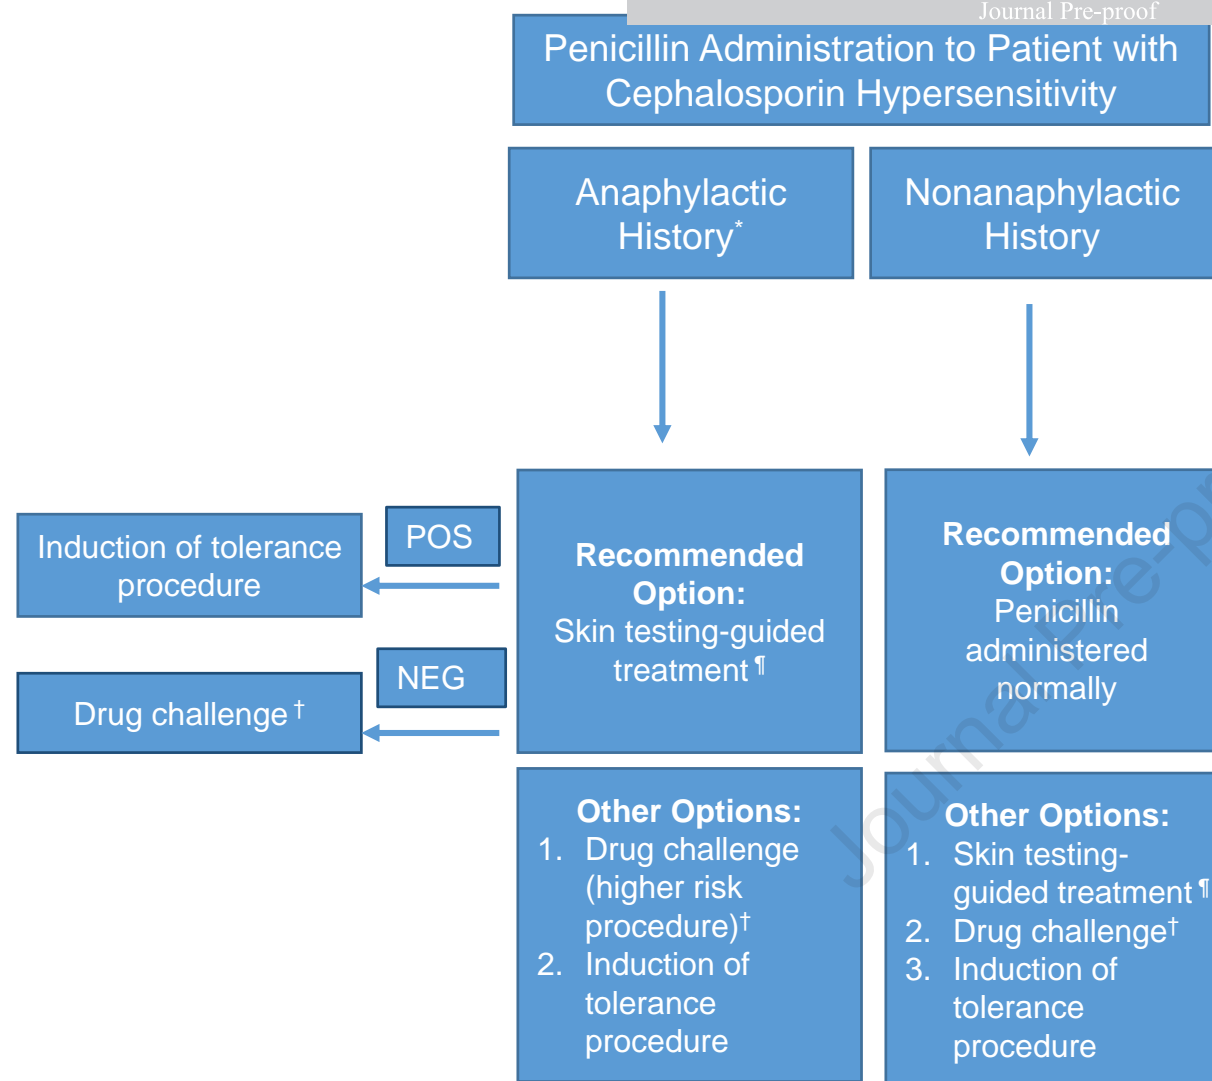 Journal Pre-proof
Penicillin Administration to Patient with
Cephalosporin Hypersensitivity
Anaphylactic
History*
Nonanaphylactic
History
Induction of tolerance
procedure
POS
Drug challenge †
NEG
Recommended
Option:
Skin testing-guided
treatment ¶
Recommended
Option:
Penicillin
administered
normally
Other Options:
1. Drug challenge
(higher risk
procedure)†
2. Induction of
tolerance
procedure
Other Options:
1. Skin testing-
guided treatment ¶
2. Drug challenge†
3. Induction of
tolerance
procedure
Journal Pre-pr